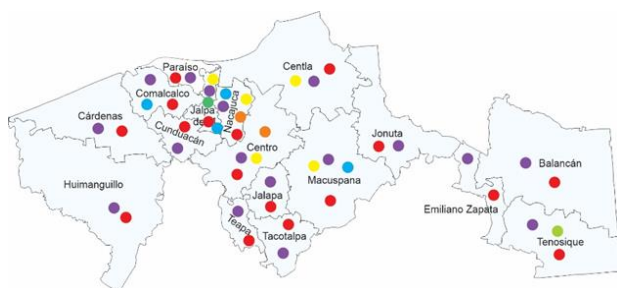 Paraíso
Centla
Comalcalco
Cárdenas
Jalpa
de
Nacajuca
Cunduacán
Centro
Jonuta
Balancán
Huimanguillo
Jalapa
Macuspana
Emiliano Zapata
Teapa
Tacotalpa
Tenosique